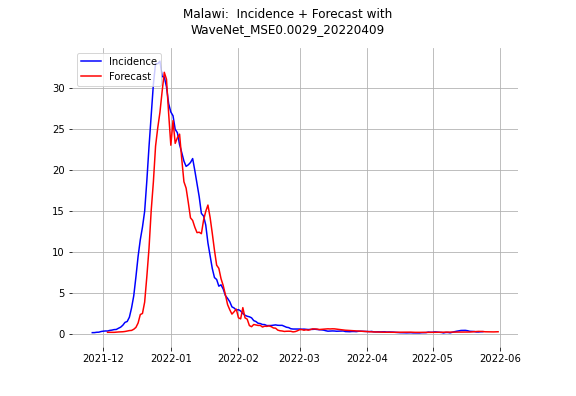 Malawi:  Incidence + Forecast with
WaveNet_MSE0.0029_20220409
Incidence
Forecast
30
25
20
15
10
5
0
2021-12 2022-01 2022-02 2022-03 2022-04 2022-05 2022-06